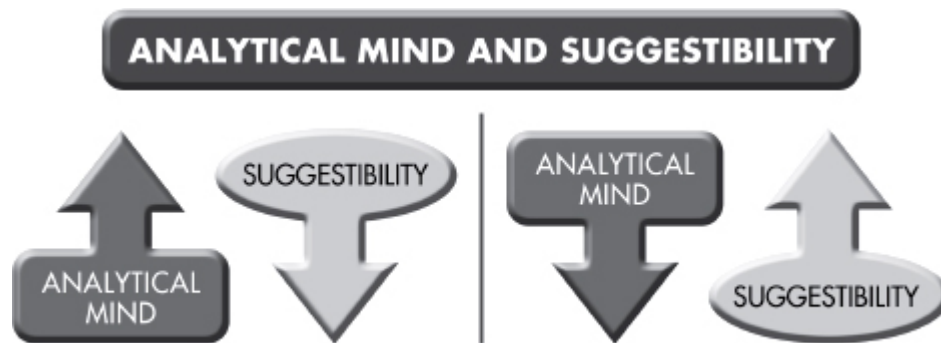 ANALYTICAL MIND AND SUGGESTIBILITY
ANALYTICAL
MIND
SUGGESTIBILITY
ANALYTICAL
MIND
SUGGESTIBILITY